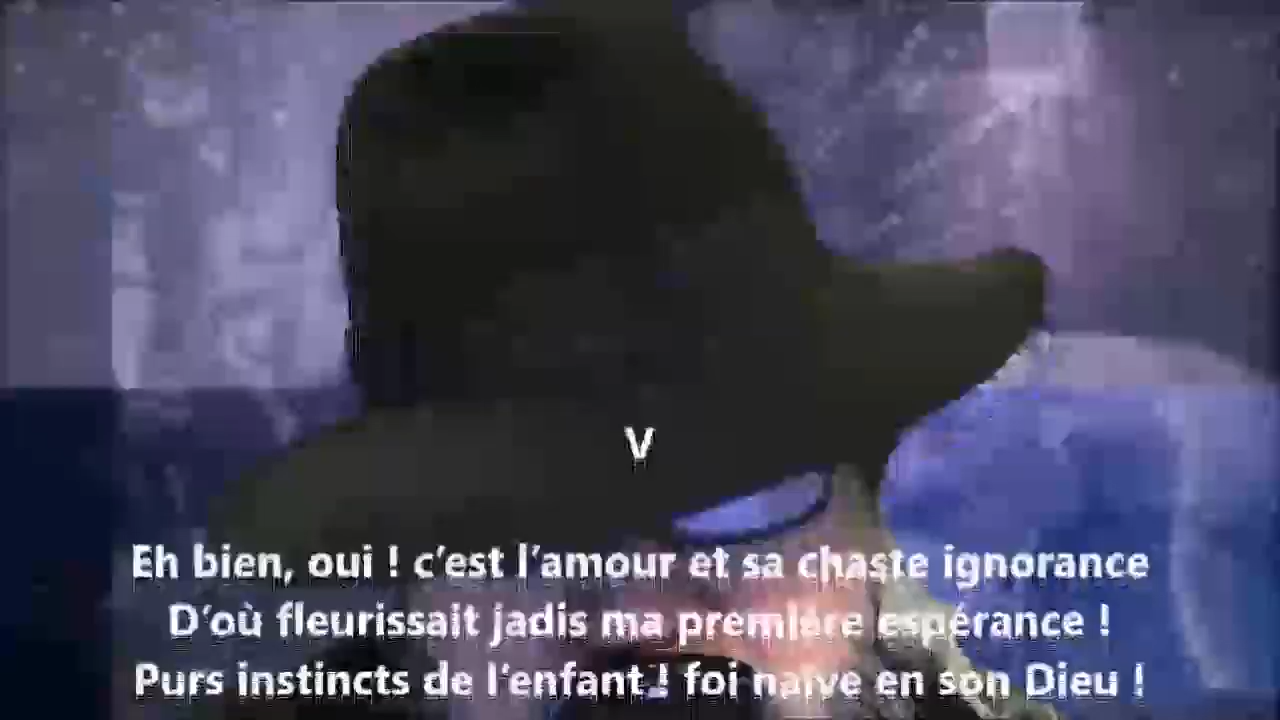 V
Eh bien, oui ! c'est l'amour et sa chaste ignorance
D'où fleurissait jadis ma première espérance !
Purs instincts de l'enfant ! foi naïve en son Dieu !